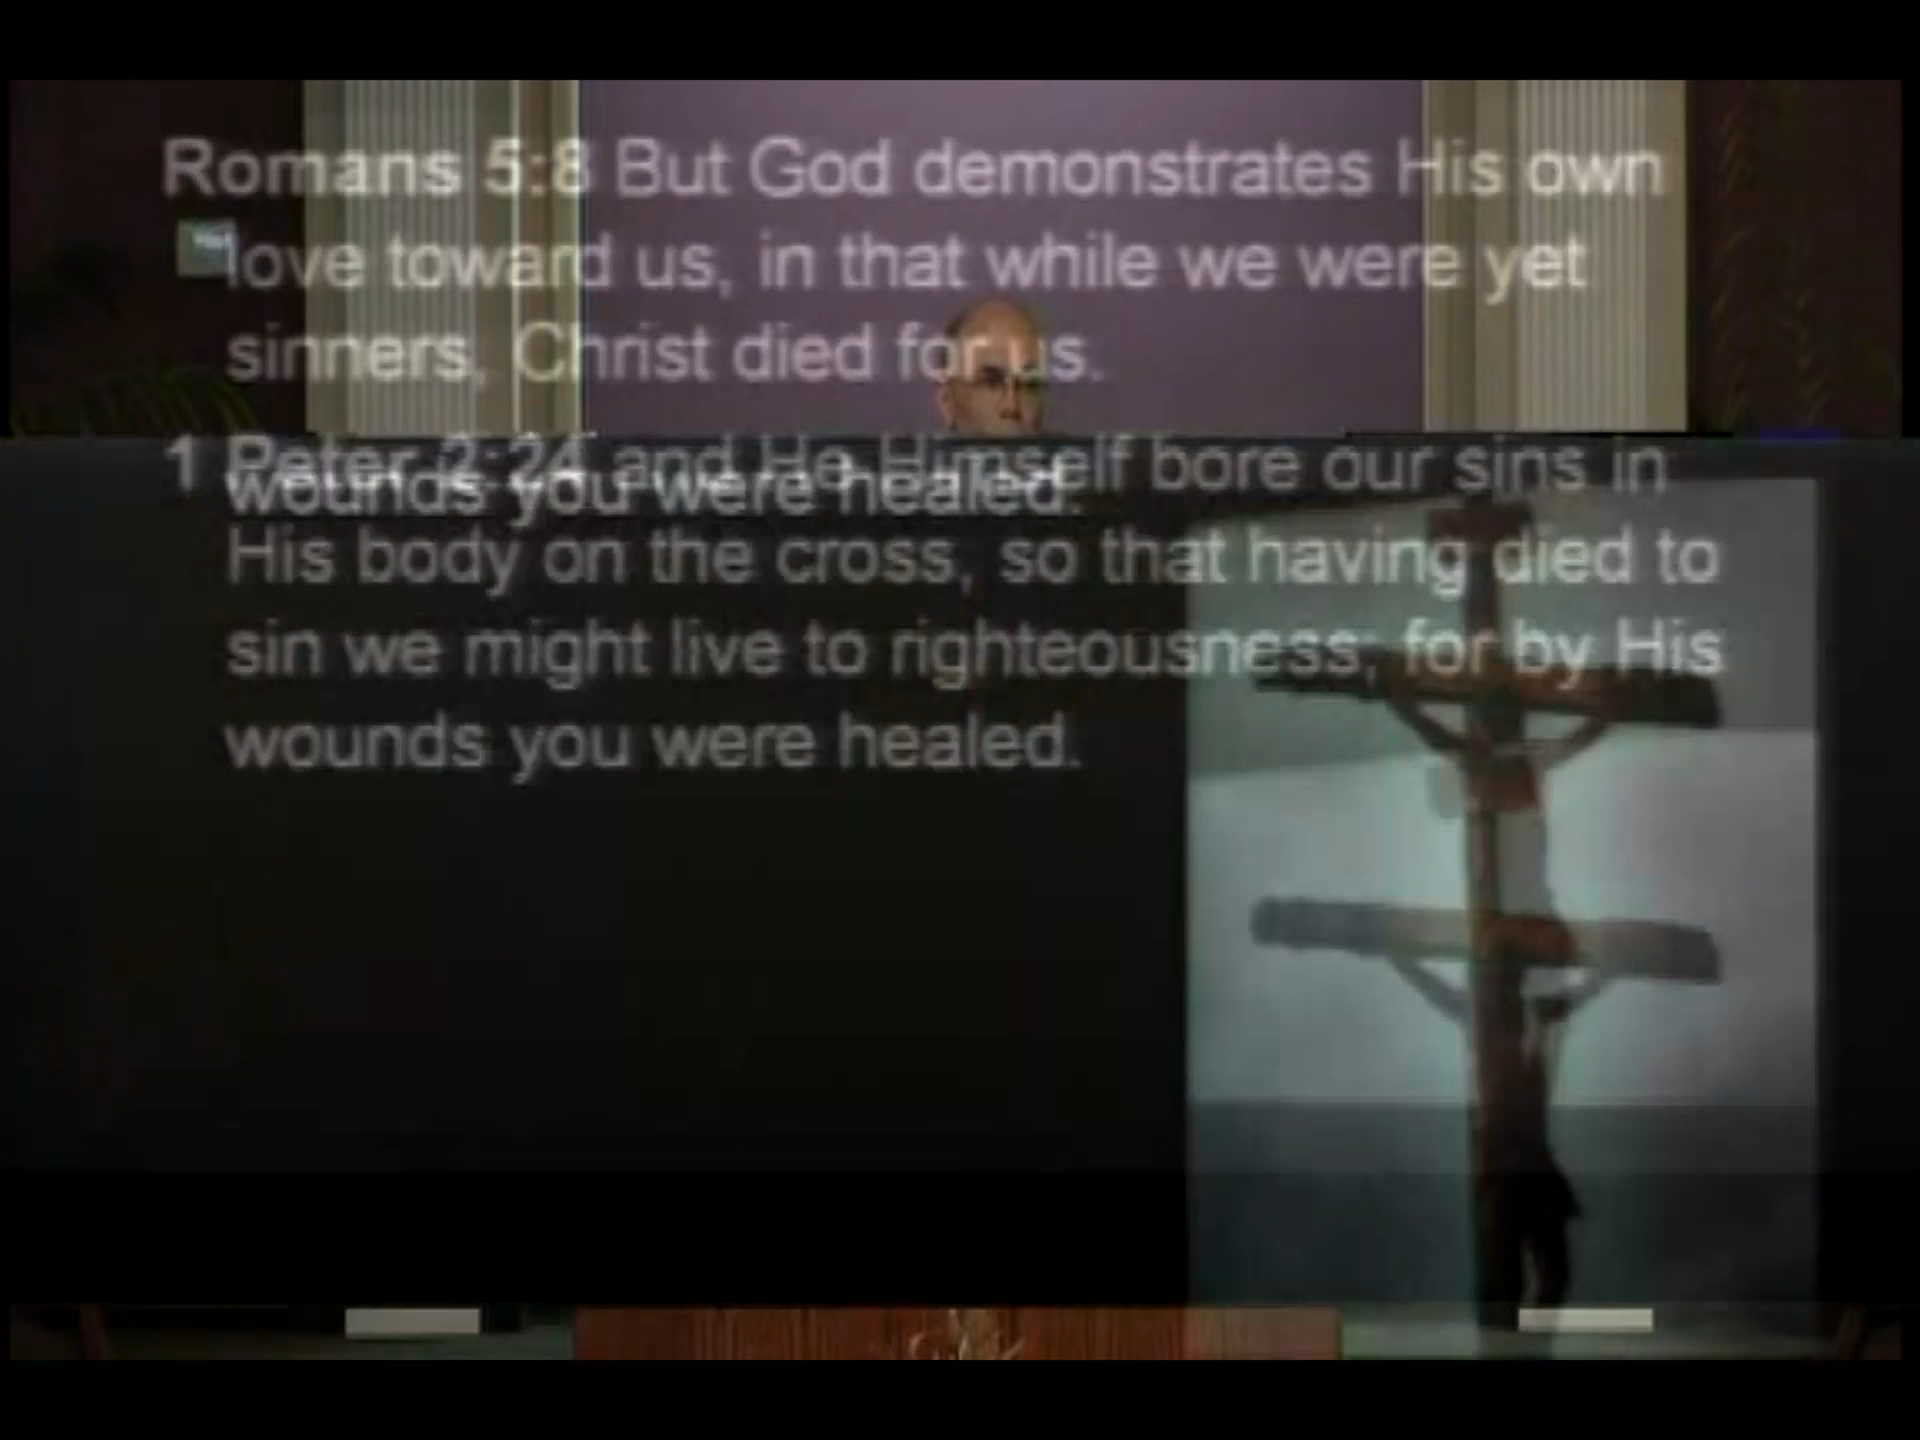 Romans 5:8 But God demonstrates His own
love toward us, in that while we were yet
sinners, Christ died for us.
1 Peter 2:24 and He Himself bore our sins in
wounds you were healed.
His body on the cross, so that having died to
sin we might live to righteousness; for by His
wounds you were healed.